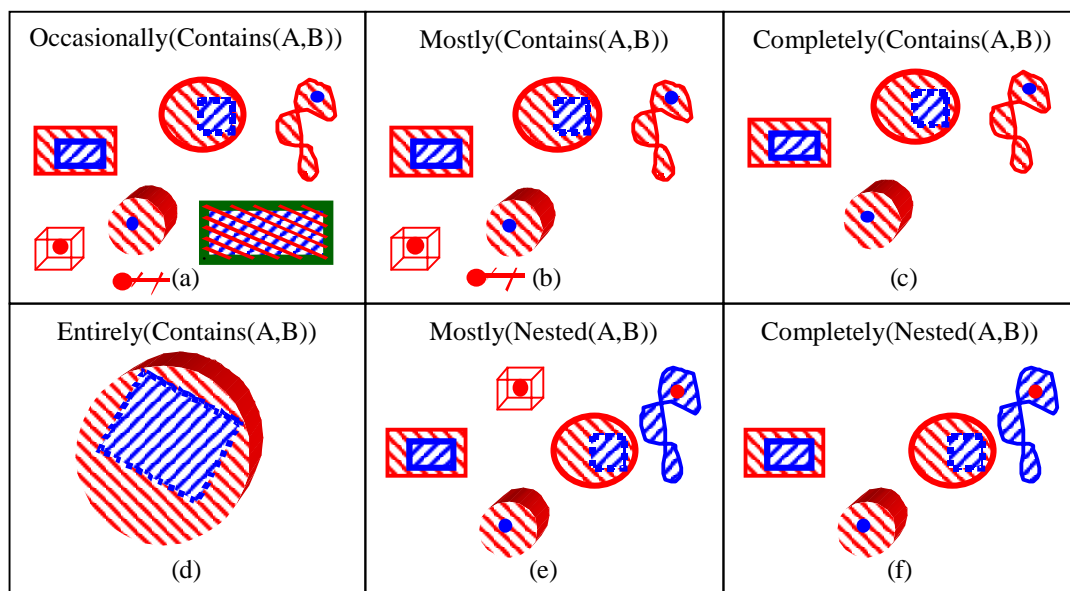 Occasionally(Contains(A,B))
Mostly(Contains(A,B))
Completely(Contains(A,B))
(a)
(b)
(c)
Entirely(Contains(A,B))
Mostly(Nested(A,B))
Completely(Nested(A,B))
(d)
(e)
(f)